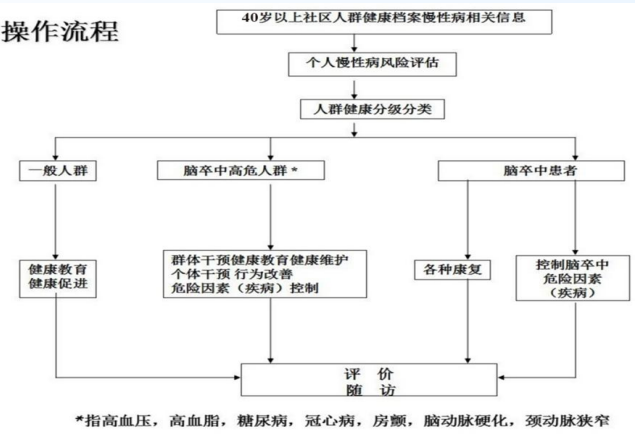 操作流程
40岁以上社区人群健康档案慢性病相关信息
个人慢性病风险评估
人群健康分级分类
一般人群
脑卒中高危人群*
脑卒中患者
健康教育
健康促进
群体干预健康教育健康维护
个体干预 行为改善
危险因素（疾病）控制
各种康复
控制脑卒中
危险因素
（疾病）
评 价
随 访
*指高血压，高血脂，糖尿病，冠心病，房颤，脑动脉硬化，颈动脉狭窄